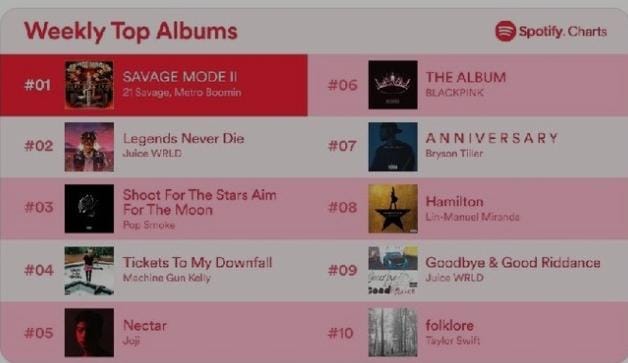 Weekly Top Albums
Spotify. Charts
#01
SAVAGE MODE II
21 Savage, Metro Boomin
#02
Legends Never Die
Juice WRLD
#03
Shoot For The Stars Aim
For The Moon
Pop Smoke
#04
Tickets To My Downfall
Machine Gun Kelly
#05
Nectar
Joji
#06
THE ALBUM
BLACKPINK
#07
ANNIVERSARY
Bryson Tiller
#08
Hamilton
Lin-Manuel Miranda
#09
Goodbye & Good Riddance
Juice WRLD
#10
folklore
Taylor Swift